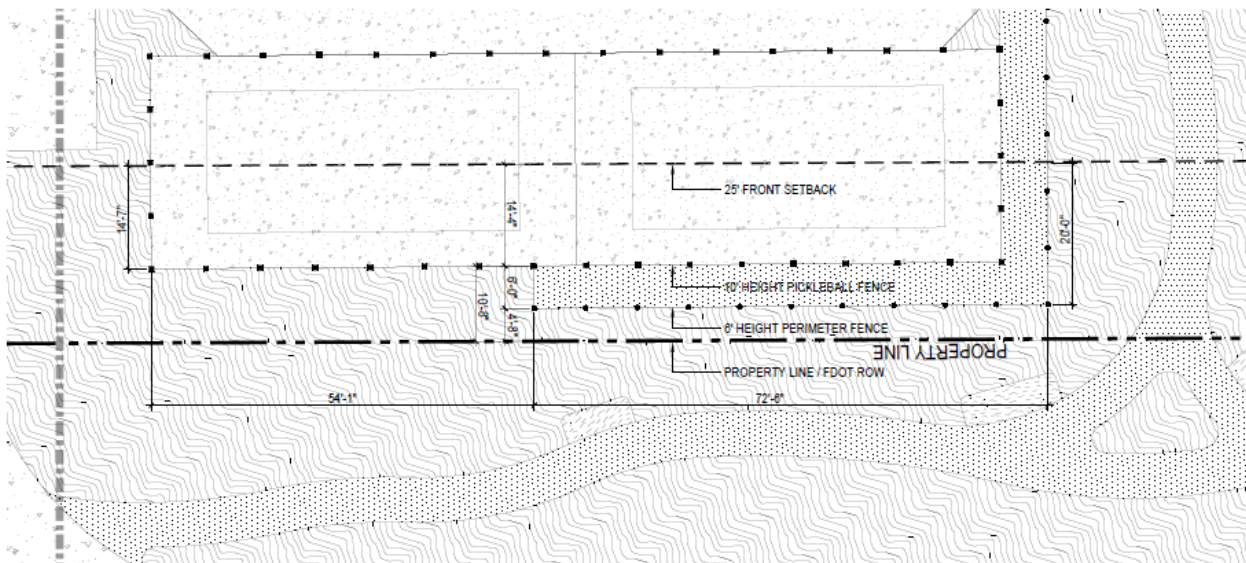 25' FRONT SETBACK
14'-7"
14'-4"
20'-0"
10' HEIGHT PICKLEBALL FENCE
6'-0"
10'-8"
4'-8"
6' HEIGHT PERIMETER FENCE
PROPERTY LINE
PROPERTY LINE / FDOT ROW
54'-1"
72'-6"